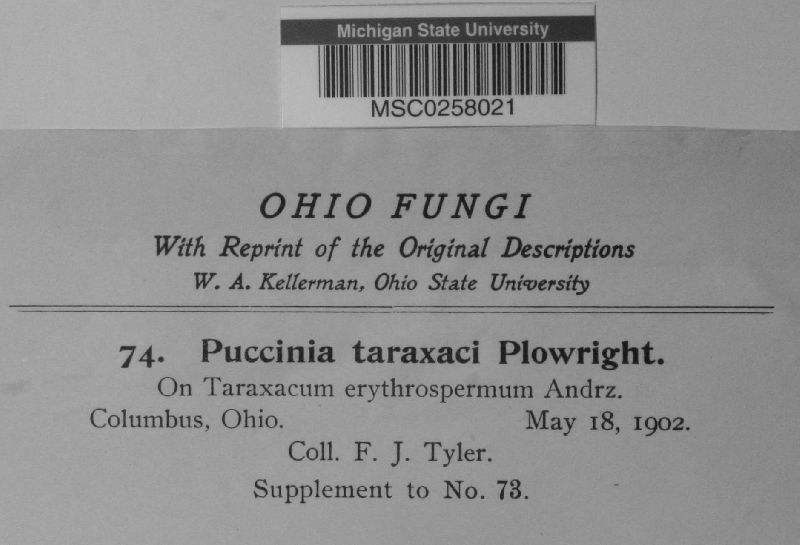 Michigan State University
MSC0258021
OHIO FUNGI
With Reprint of the Original Descriptions
W. A. Kellerman, Ohio State University
74. Puccinia taraxaci Plowright.
On Taraxacum erythrospermum Andrz.
Columbus, Ohio. May 18, 1902.
Coll. F. J. Tyler.
Supplement to No. 73.